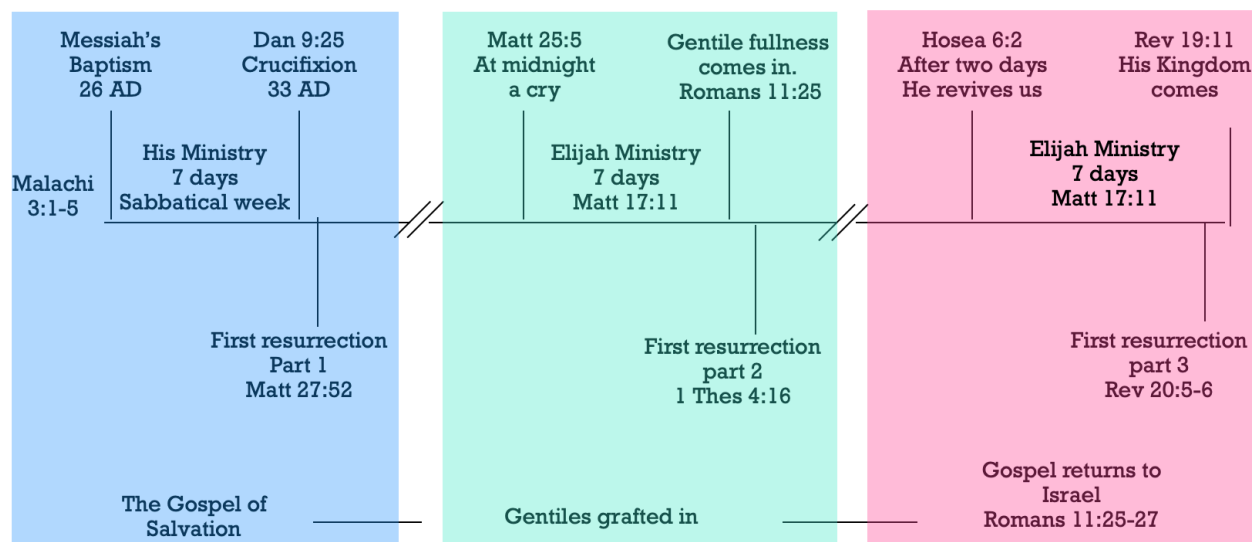 Messiah's
Baptism
26 AD
Dan 9:25
Crucifixion
33 AD
Malachi
3:1-5
His Ministry
7 days
Sabbatical week
First resurrection
Part 1
Matt 27:52
The Gospel of
Salvation
Matt 25:5
At midnight
a cry
Gentile fullness
comes in.
Romans 11:25
Elijah Ministry
7 days
Matt 17:11
First resurrection
part 2
1 Thes 4:16
Gentiles grafted in
Hosea 6:2
After two days
He revives us
Rev 19:11
His Kingdom
comes
Elijah Ministry
7 days
Matt 17:11
First resurrection
part 3
Rev 20:5-6
Gospel returns to
Israel
Romans 11:25-27